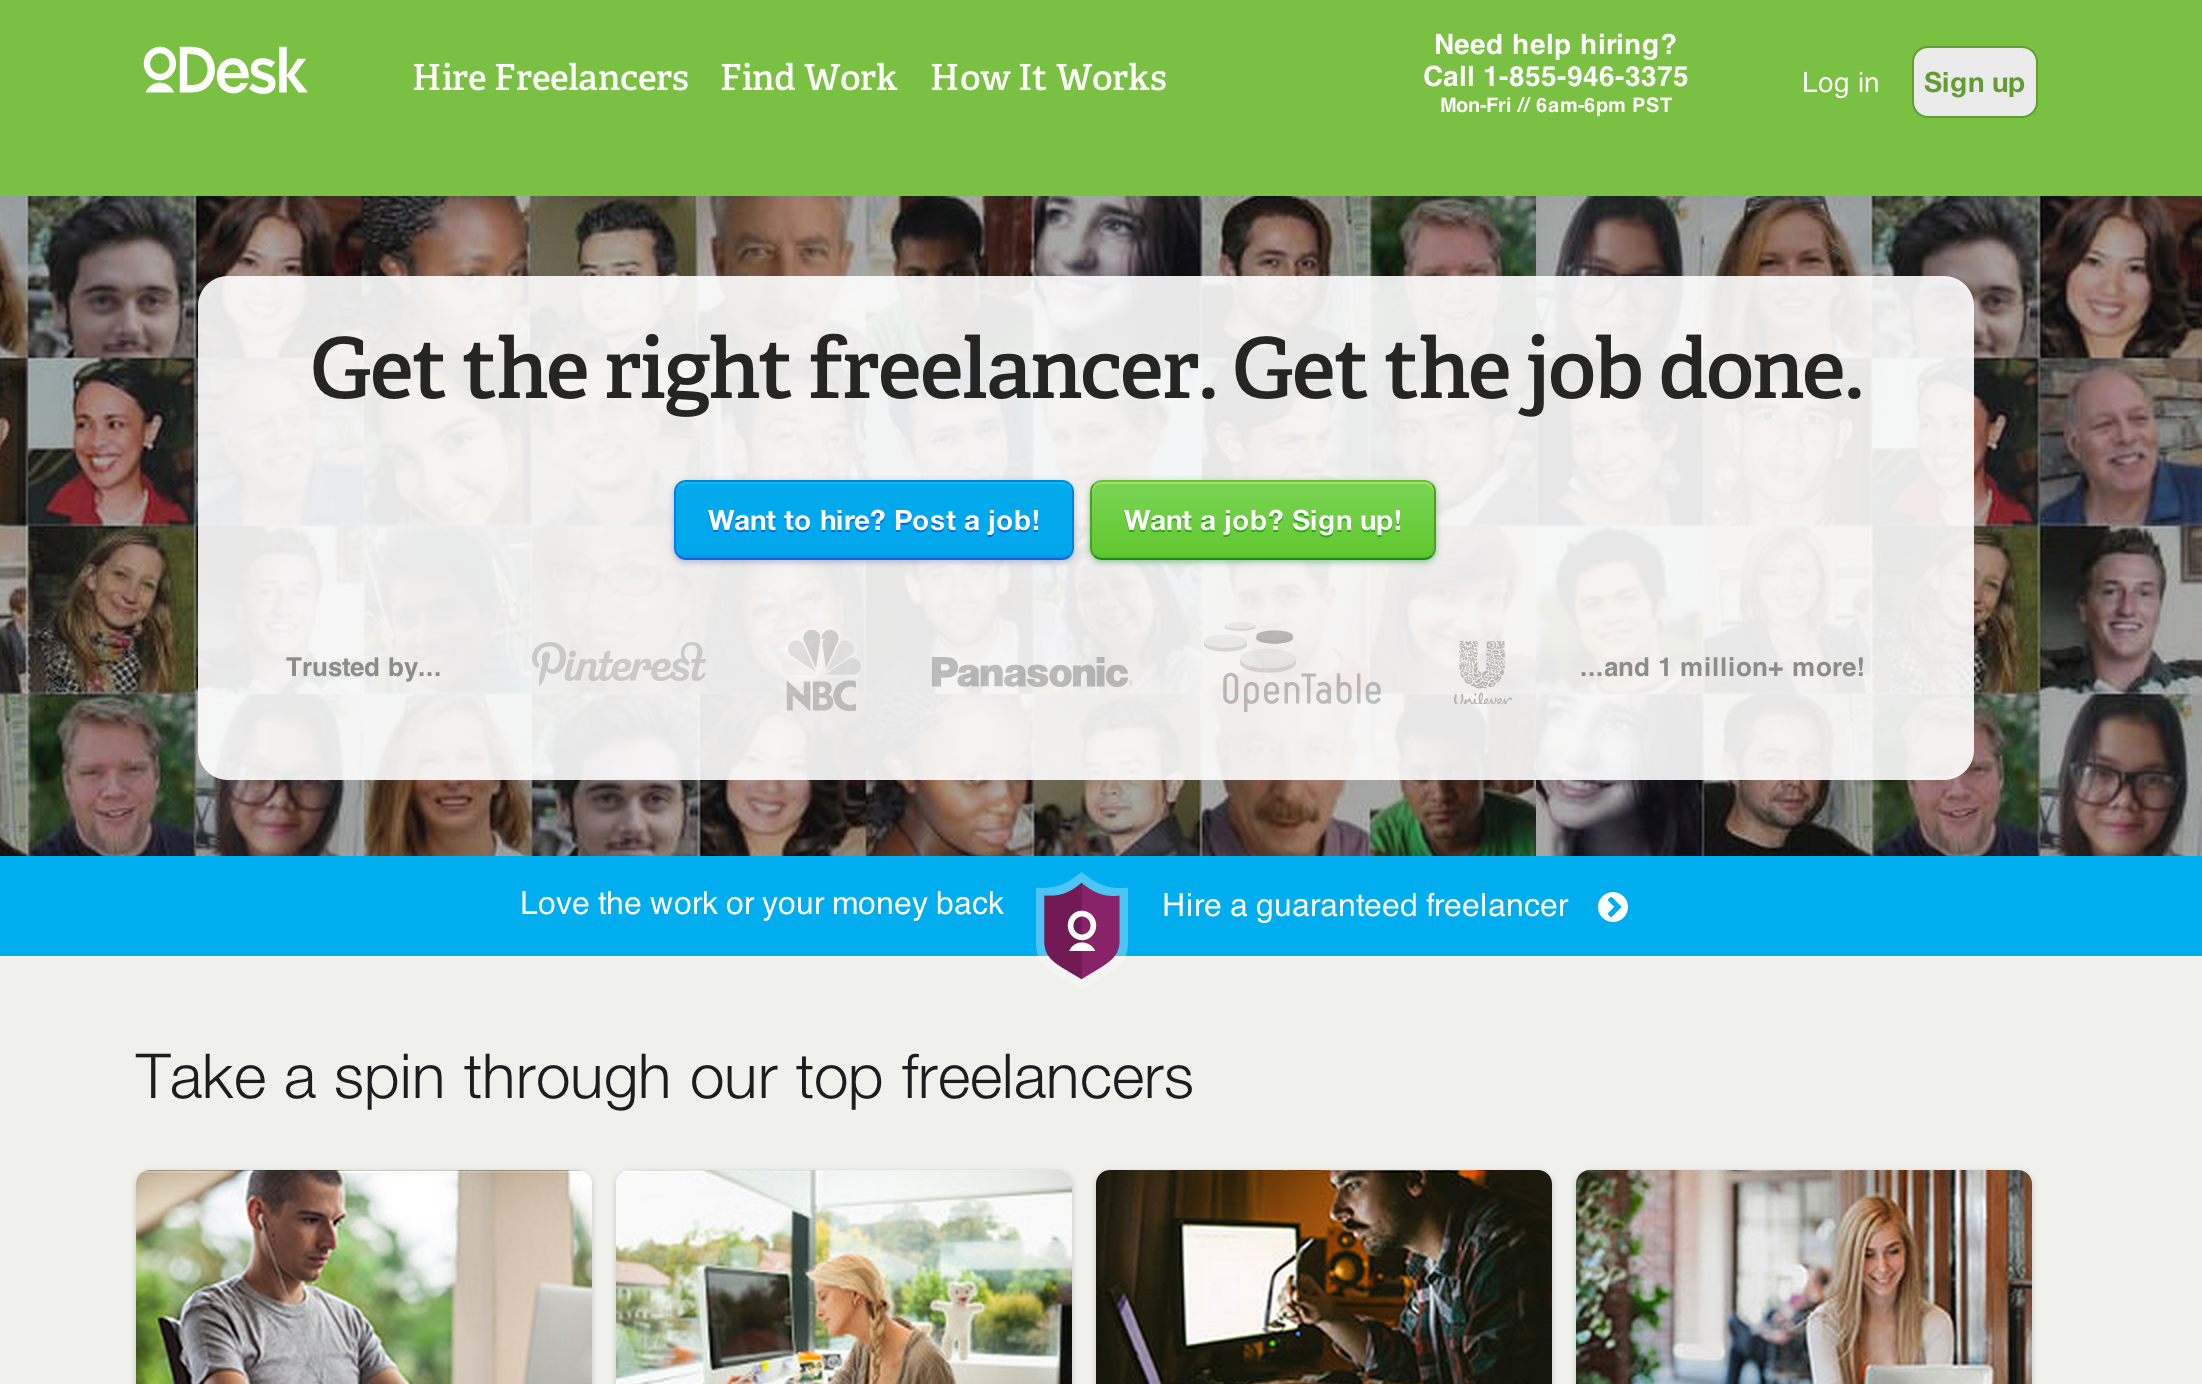 oDesk
Hire Freelancers
Find Work
How It Works
Need help hiring?
Call 1-855-946-3375
Mon-Fri // 6am-6pm PST
Log in
Sign up
Get the right freelancer. Get the job done.
Want to hire? Post a job!
Want a job? Sign up!
Trusted by...
Pinterest
NBC
Panasonic
OpenTable
Unilever
...and 1 million+ more!
Love the work or your money back
Hire a guaranteed freelancer
Take a spin through our top freelancers